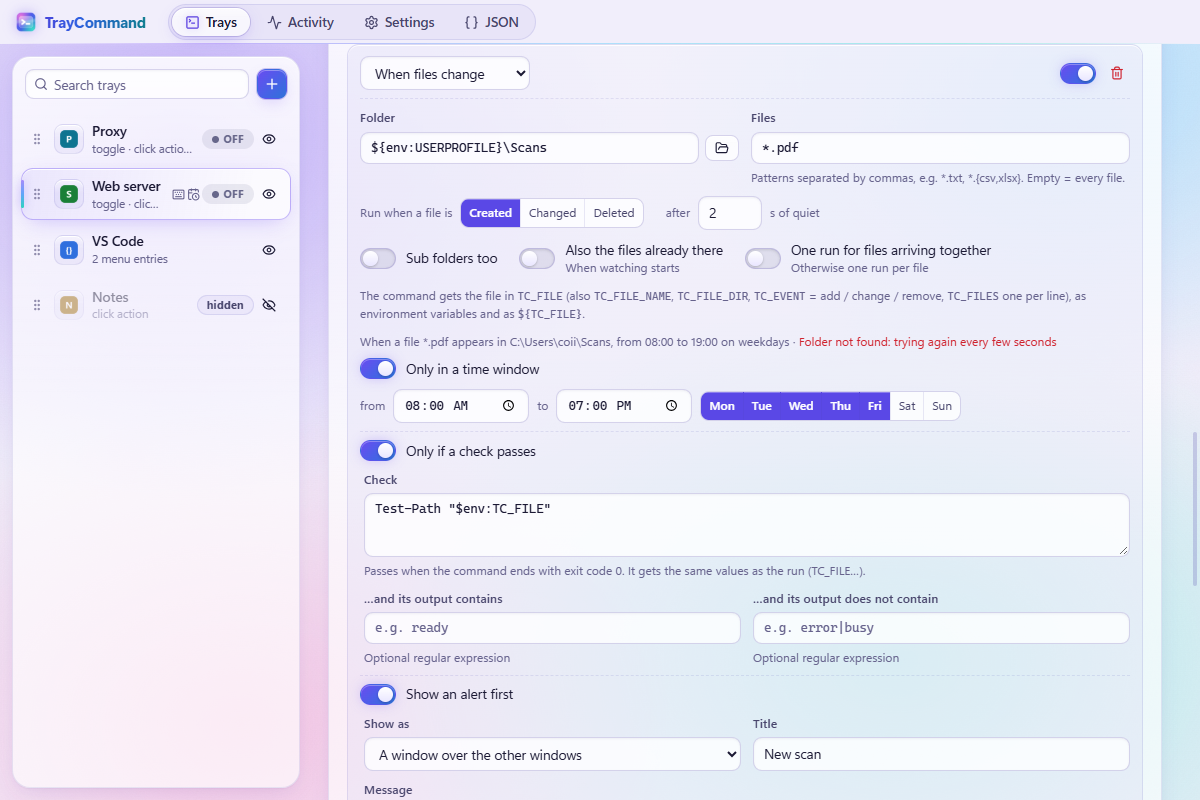 TrayCommand
Trays
Activity
Settings
{ } JSON
Search trays
P
Proxy
toggle · click actio...
OFF
S
Web server
toggle · clic...
OFF
{}
VS Code
2 menu entries
N
Notes
click action
hidden
When files change
Folder
${env:USERPROFILE}\Scans
Files
*.pdf
Patterns separated by commas, e.g. *.txt, *.{csv,xlsx}. Empty = every file.
Run when a file is Created Changed Deleted after 2 s of quiet
Sub folders too
Also the files already there
When watching starts
One run for files arriving together
Otherwise one run per file
The command gets the file in TC_FILE (also TC_FILE_NAME, TC_FILE_DIR, TC_EVENT = add / change / remove, TC_FILES one per line), as
environment variables and as ${TC_FILE}.
When a file *.pdf appears in C:\Users\coii\Scans, from 08:00 to 19:00 on weekdays · Folder not found: trying again every few seconds
Only in a time window
from 08:00 AM to 07:00 PM Mon Tue Wed Thu Fri Sat Sun
Only if a check passes
Check
Test-Path "$env:TC_FILE"
Passes when the command ends with exit code 0. It gets the same values as the run (TC_FILE...).
...and its output contains
e.g. ready
Optional regular expression
...and its output does not contain
e.g. error|busy
Optional regular expression
Show an alert first
Show as
A window over the other windows
Title
New scan
Message